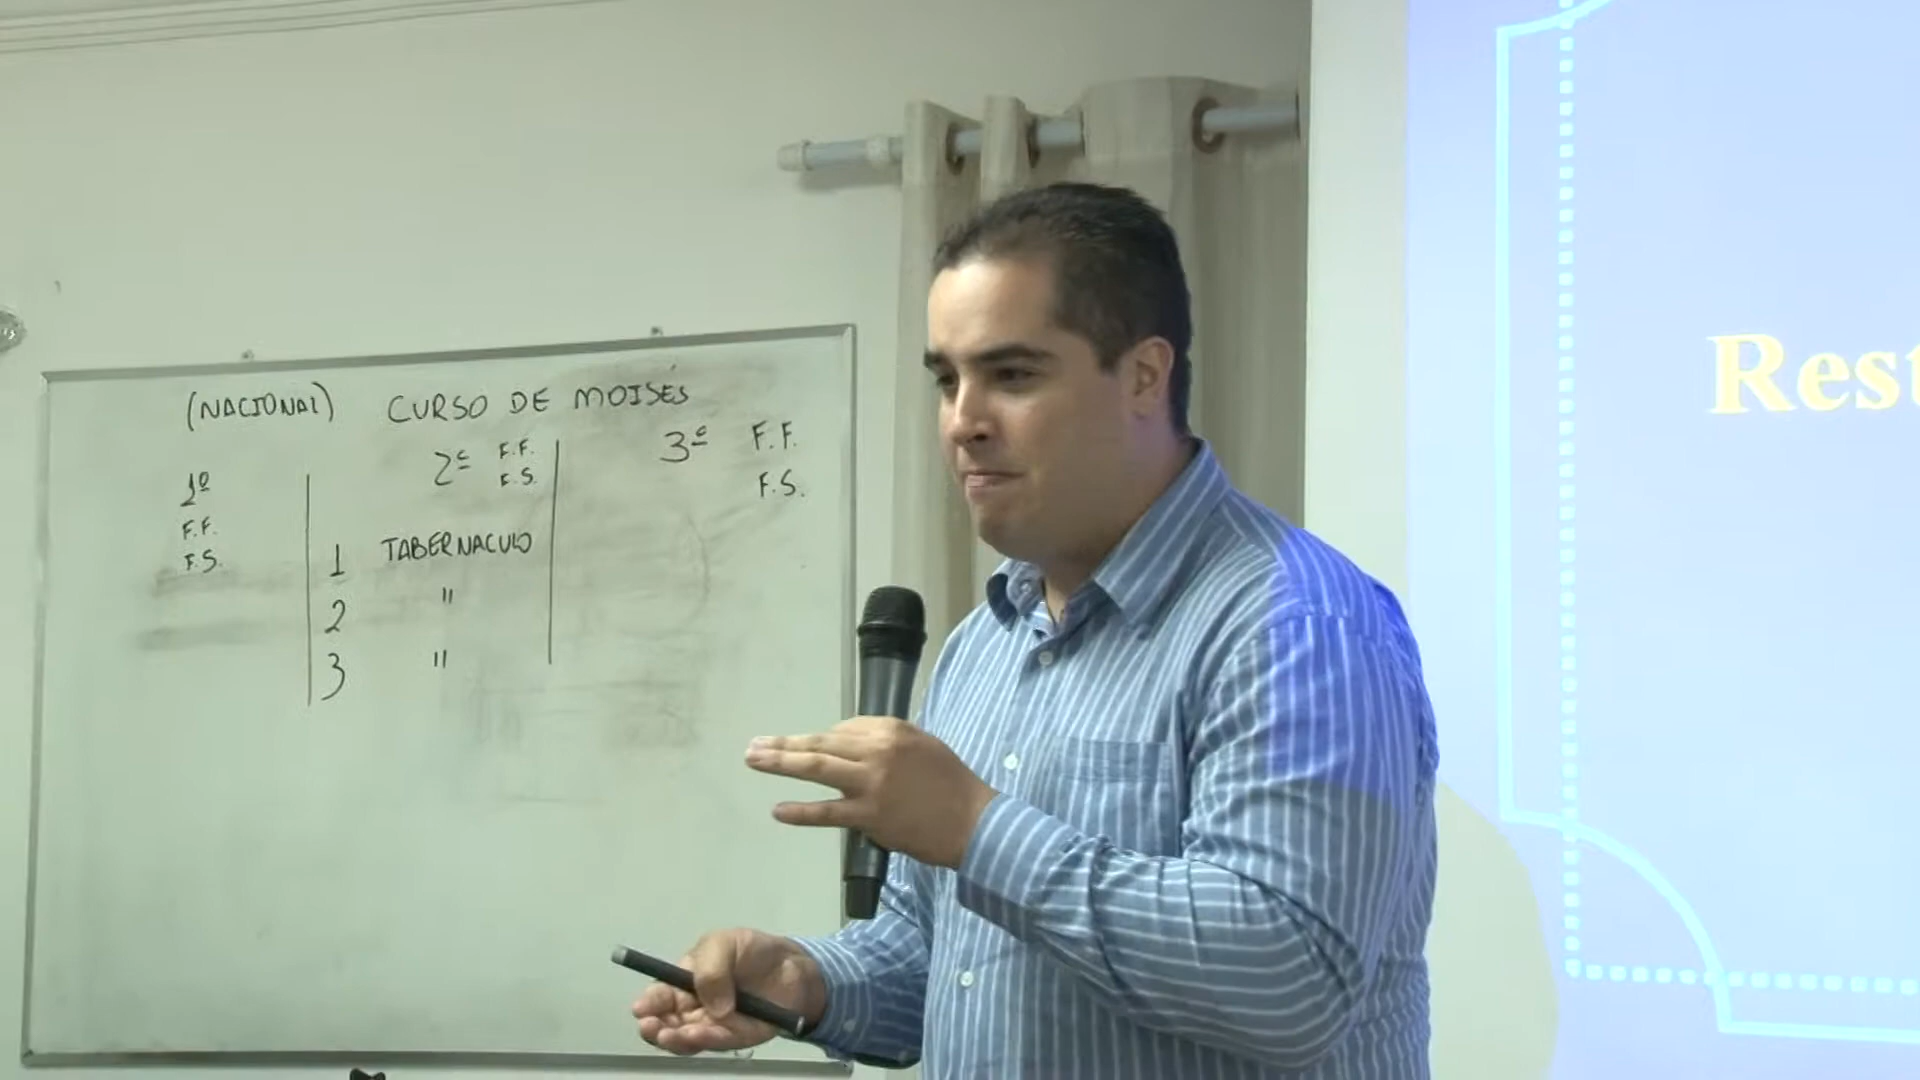 (NACIONAL) CURSO DE MOISÉS
1º
F.F.
F.S.
2º F.F.
F.S.
1 TABERNACULO
2 "
3 "
3º F.F.
F.S.
Rest